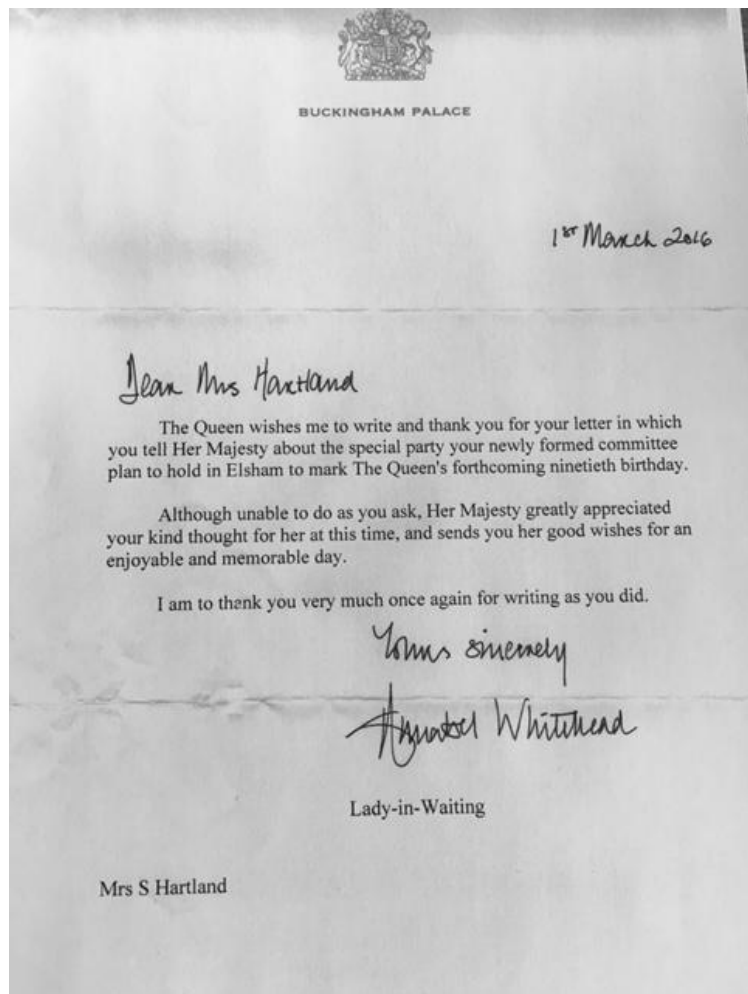 BUCKINGHAM PALACE
1st March 2016
Dear Mrs Hartland
The Queen wishes me to write and thank you for your letter in which
you tell Her Majesty about the special party your newly formed committee
plan to hold in Elsham to mark The Queen's forthcoming ninetieth birthday.
Although unable to do as you ask, Her Majesty greatly appreciated
your kind thought for her at this time, and sends you her good wishes for an
enjoyable and memorable day.
I am to thank you very much once again for writing as you did.
Yours sincerely
Annabel Whitehead
Lady-in-Waiting
Mrs S Hartland